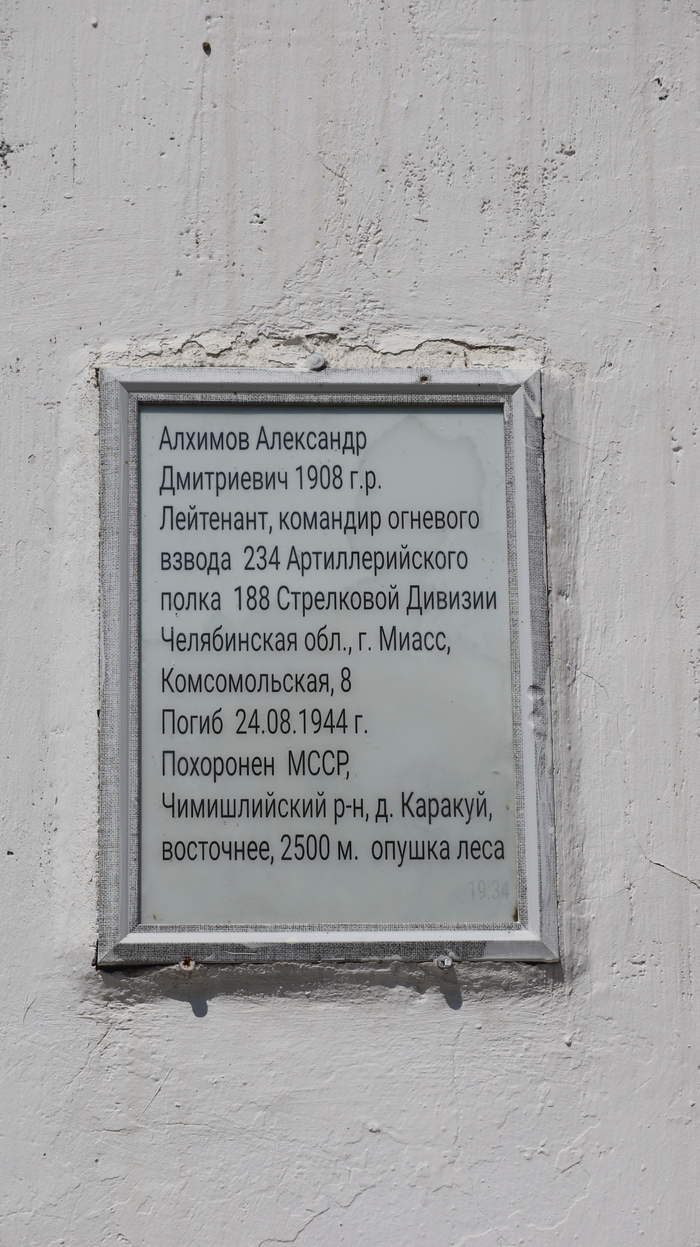 Алхимов Александр
Дмитриевич 1908 г.р.
Лейтенант, командир огневого
взвода 234 Артиллерийского
полка 188 Стрелковой Дивизии
Челябинская обл., г. Миасс,
Комсомольская, 8
Погиб 24.08.1944 г.
Похоронен МССР,
Чимишлийский р-н, д. Каракуй,
восточнее, 2500 м. опушка леса
19:34